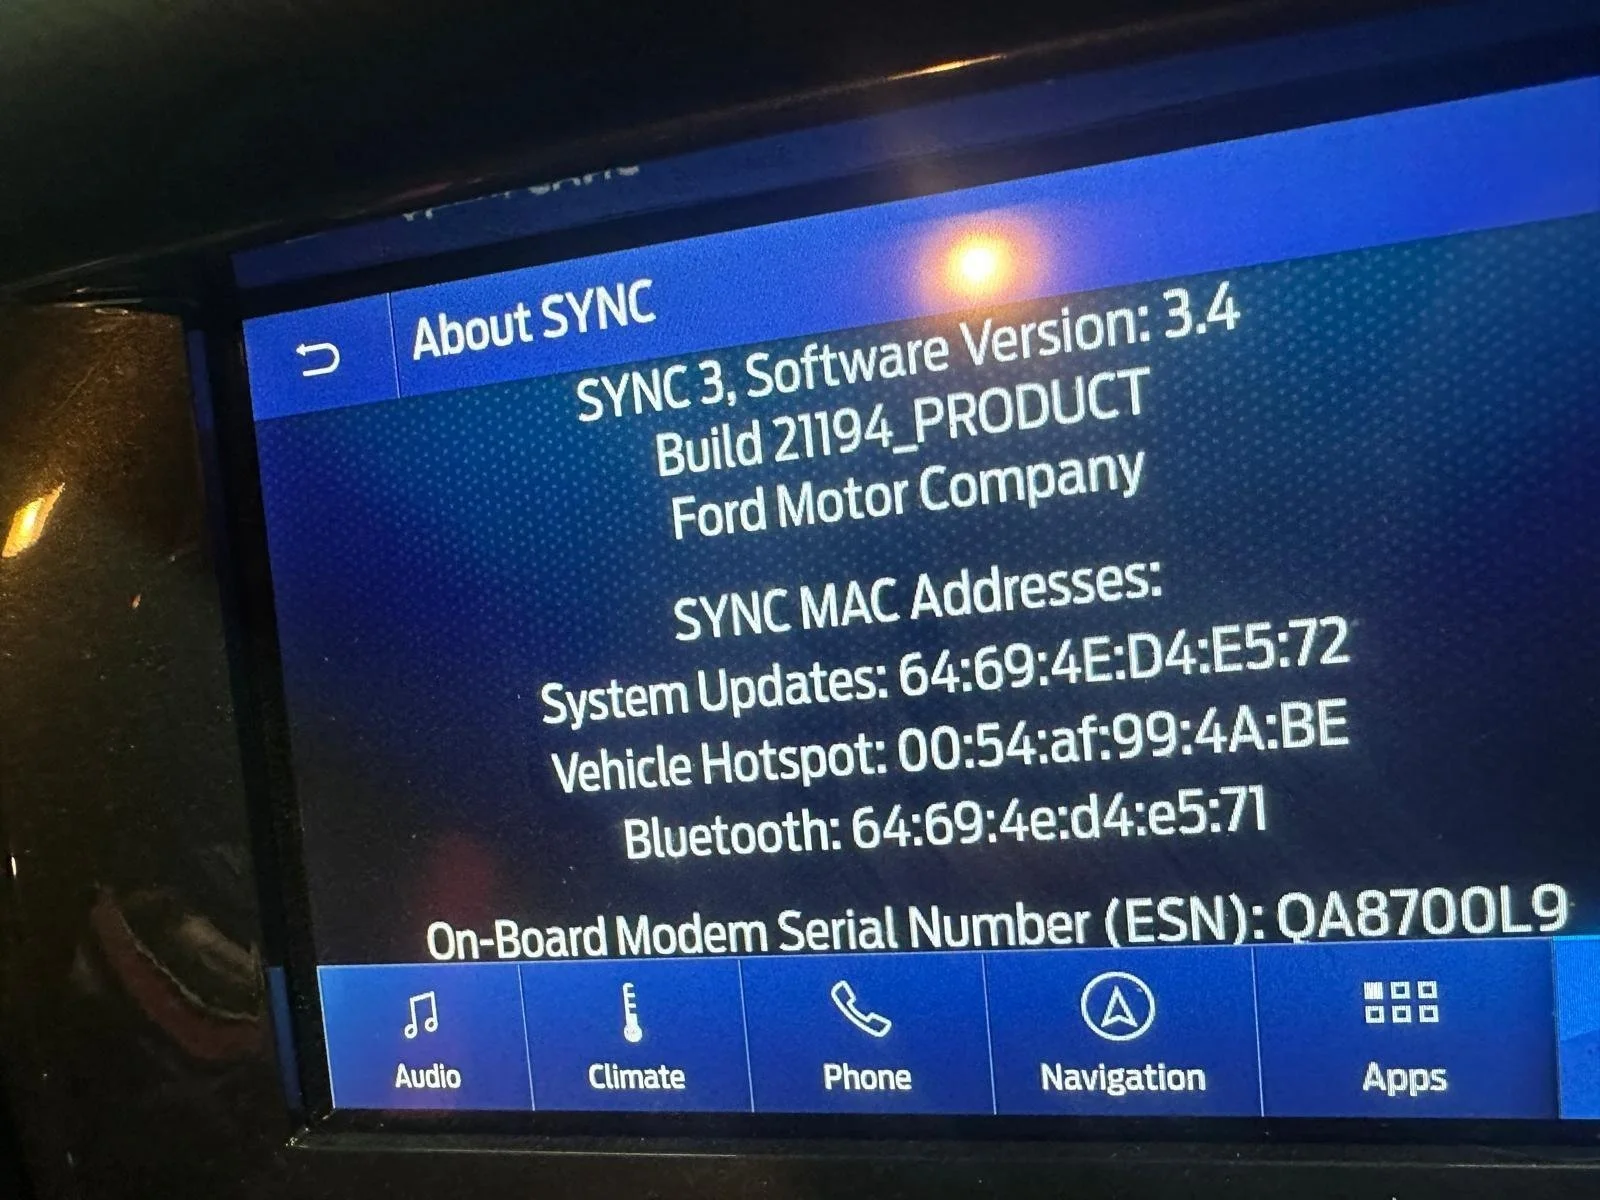 About SYNC
SYNC 3, Software Version: 3.4
Build 21194_PRODUCT
Ford Motor Company
SYNC MAC Addresses:
System Updates: 64:69:4E:D4:E5:72
Vehicle Hotspot: 00:54:af:99:4A:BE
Bluetooth: 64:69:4e:d4:e5:71
On-Board Modem Serial Number (ESN): QA8700L9
Audio
Climate
Phone
Navigation
Apps